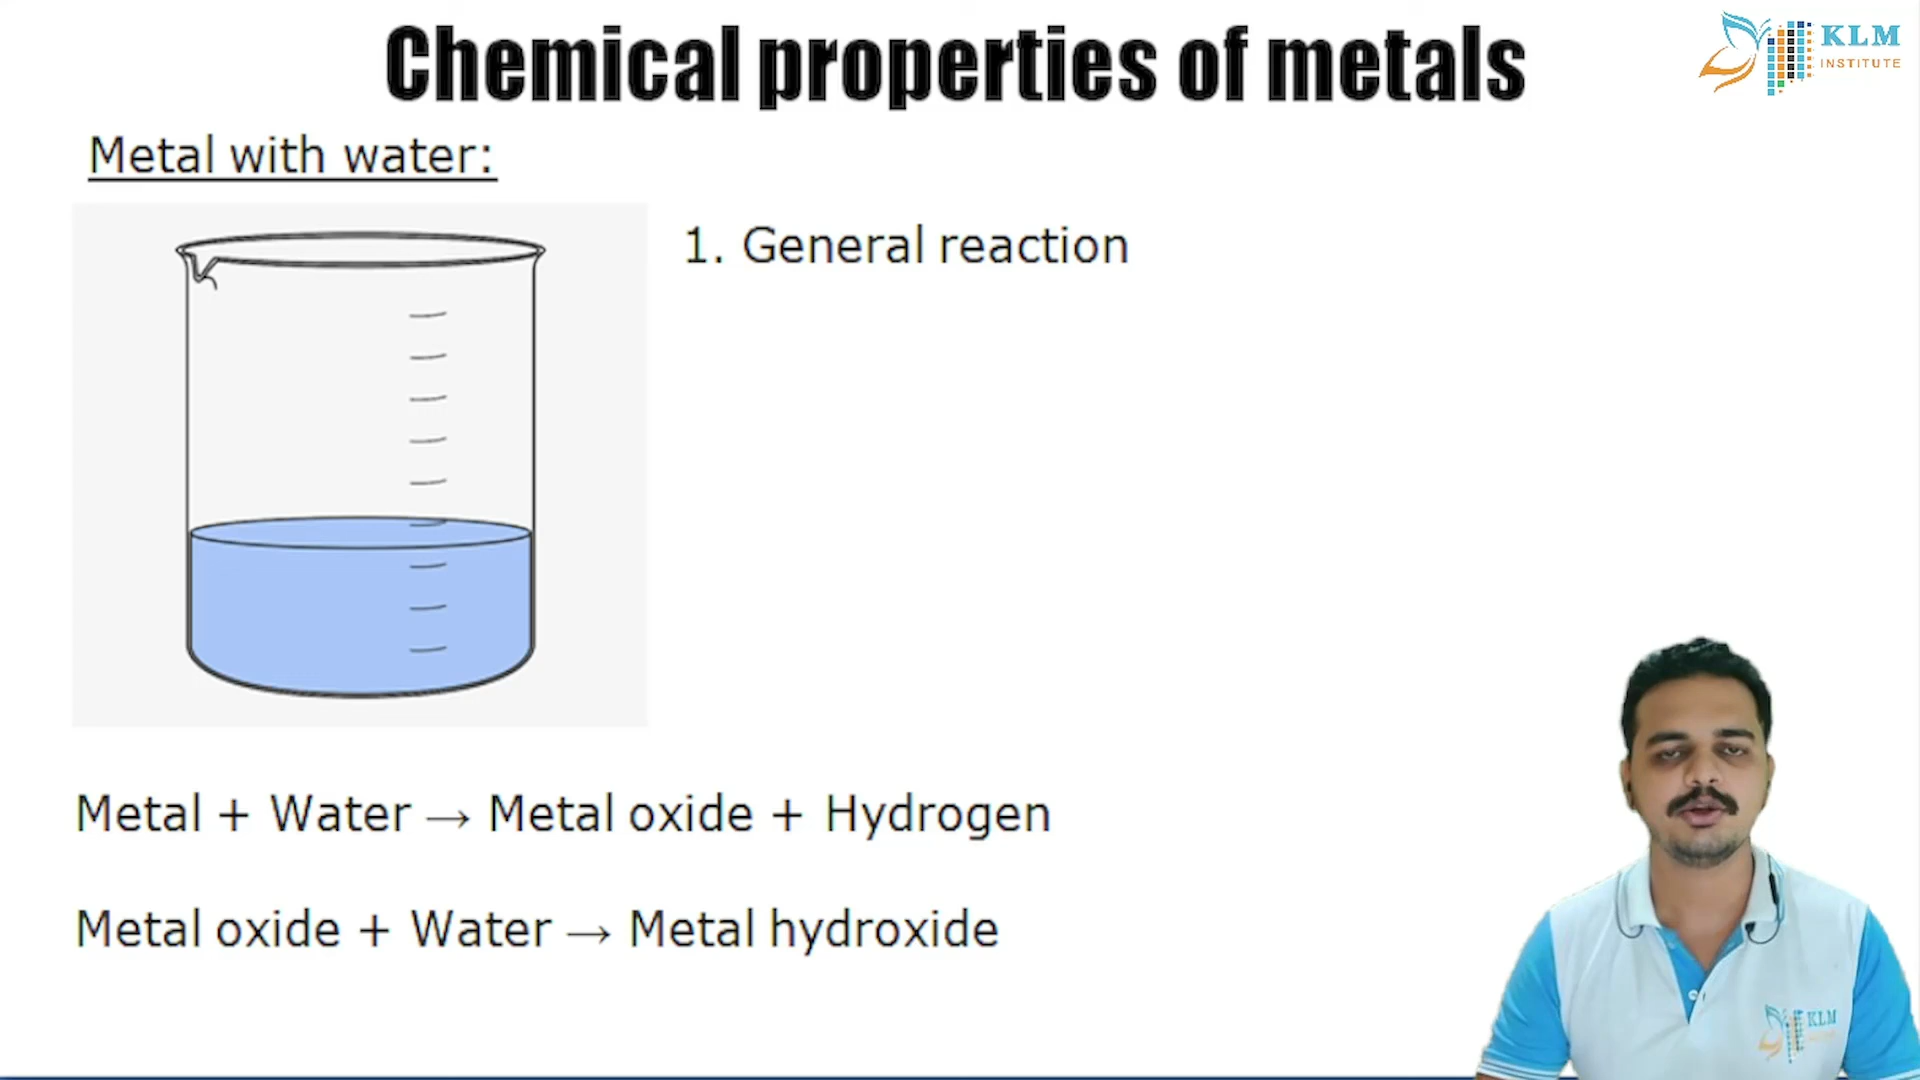 Chemical properties of metals
KLM
INSTITUTE
Metal with water:
1. General reaction
Metal + Water → Metal oxide + Hydrogen
Metal oxide + Water → Metal hydroxide
KLM